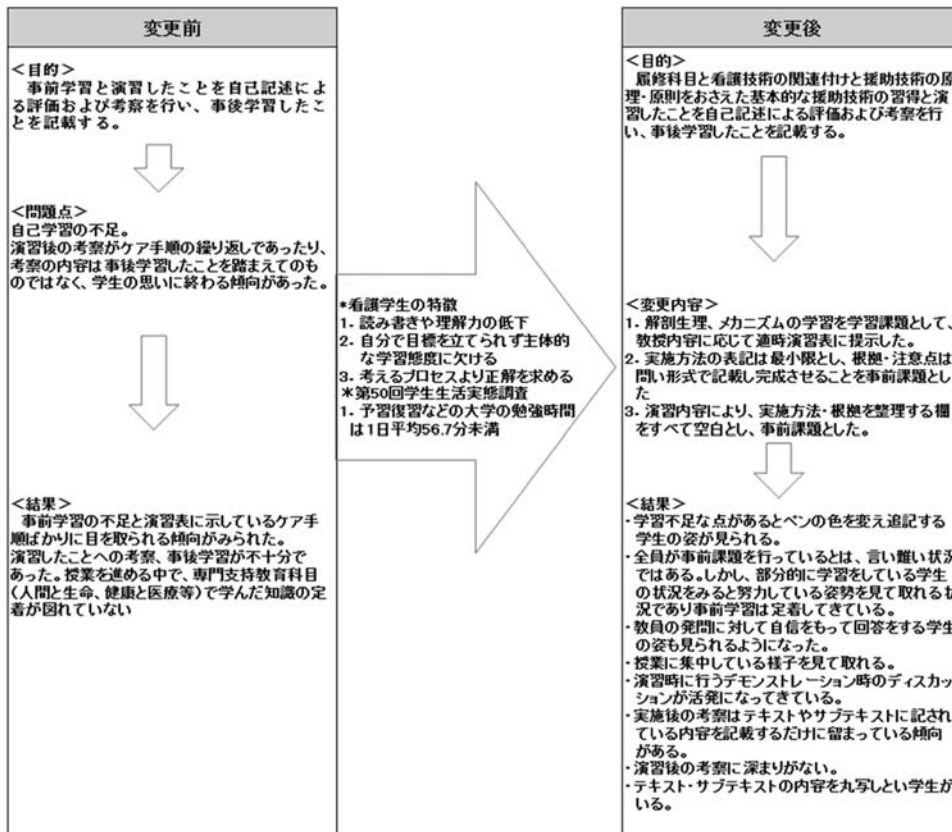 変更前
<目的>
事前学習と演習したことを自己記述によ
る評価および考察を行い、事後学習したこ
とを記載する。
<問題点>
自己学習の不足。
演習後の考察がケア手順の繰り返しであったり、
考察の内容は事後学習したことを踏まえてのも
のではなく、学生の思いに終わる傾向があった。
<結果>
事前学習の不足と演習表に示しているケア手
順ばかりに目を取られる傾向がみられた。
演習したことへの考察、事後学習が不十分で
あった。授業を進める中で、専門支持教育科目
(人間と生命、健康と医療等)で学んだ知識の定
着が図れていない
*看護学生の特徴
1. 読み書きや理解力の低下
2. 自分で目標を立てられず主体的
な学習態度に欠ける
3. 考えるプロセスより正解を求める
*第50回学生生活実態調査
1. 予習復習などの大学の勉強時間
は1日平均56.7分未満
変更後
<目的>
履修科目と看護技術の関連付けと援助技術の原
理・原則をおさえた基本的な援助技術の習得と演
習したことを自己記述による評価および考察を行
い、事後学習したことを記載する。
<変更内容>
1. 解剖生理、メカニズムの学習を学習課題として、
教授内容に応じて適時演習表に提示した。
2. 実施方法の表記は最小限とし、根拠・注意点は
問い形式で記載し完成させることを事前課題とし
た
3. 演習内容により、実施方法・根拠を整理する欄
をすべて空白とし、事前課題とした。
<結果>
・学習不足な点があるとペンの色を変え追記する
学生の姿が見られる。
・全員が事前課題を行っているとは、言い難い状況
ではある。しかし、部分的に学習をしている学生
の状況をみると努力している姿勢を見て取れる状
況であり事前学習は定着してきている。
・教員の発問に対して自信をもって回答をする学生
の姿も見られるようになった。
・授業に集中している様子を見て取れる。
・演習時に行うデモンストレーション時のディスカッ
ションが活発になってきている。
・実施後の考察はテキストやサブテキストに記され
ている内容を記載するだけに留まっている傾向
がある。
・演習後の考察に深まりがない。
・テキスト・サブテキストの内容を丸写しとい学生が
いる。